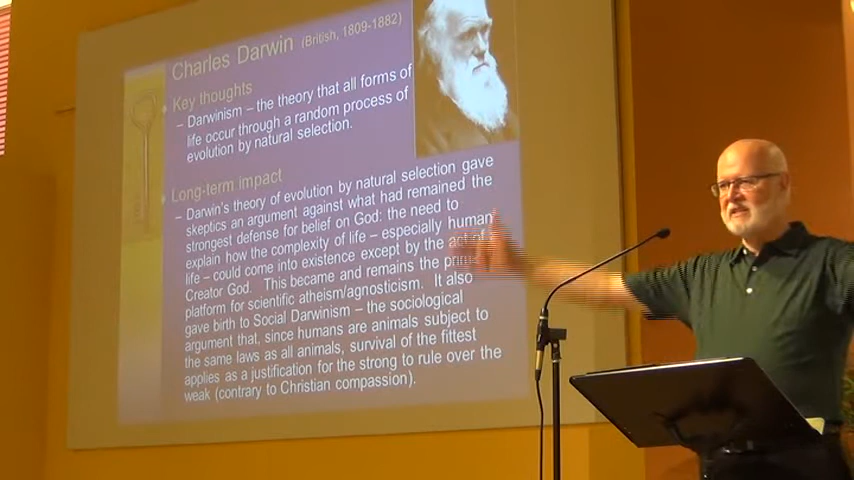 Charles Darwin (British, 1809-1882)
Key thoughts
– Darwinism – the theory that all forms of
life occur through a random process of
evolution by natural selection.
Long-term impact
– Darwin's theory of evolution by natural selection gave
skeptics an argument against what had remained the
strongest defense for belief on God: the need to
explain how the complexity of life – especially human
life – could come into existence except by the act of
Creator God. This became and remains the
platform for scientific atheism/agnosticism. It also
gave birth to Social Darwinism – the sociological
argument that, since humans are animals subject to
the same laws as all animals, survival of the fittest
applies as a justification for the strong to rule over the
weak (contrary to Christian compassion).